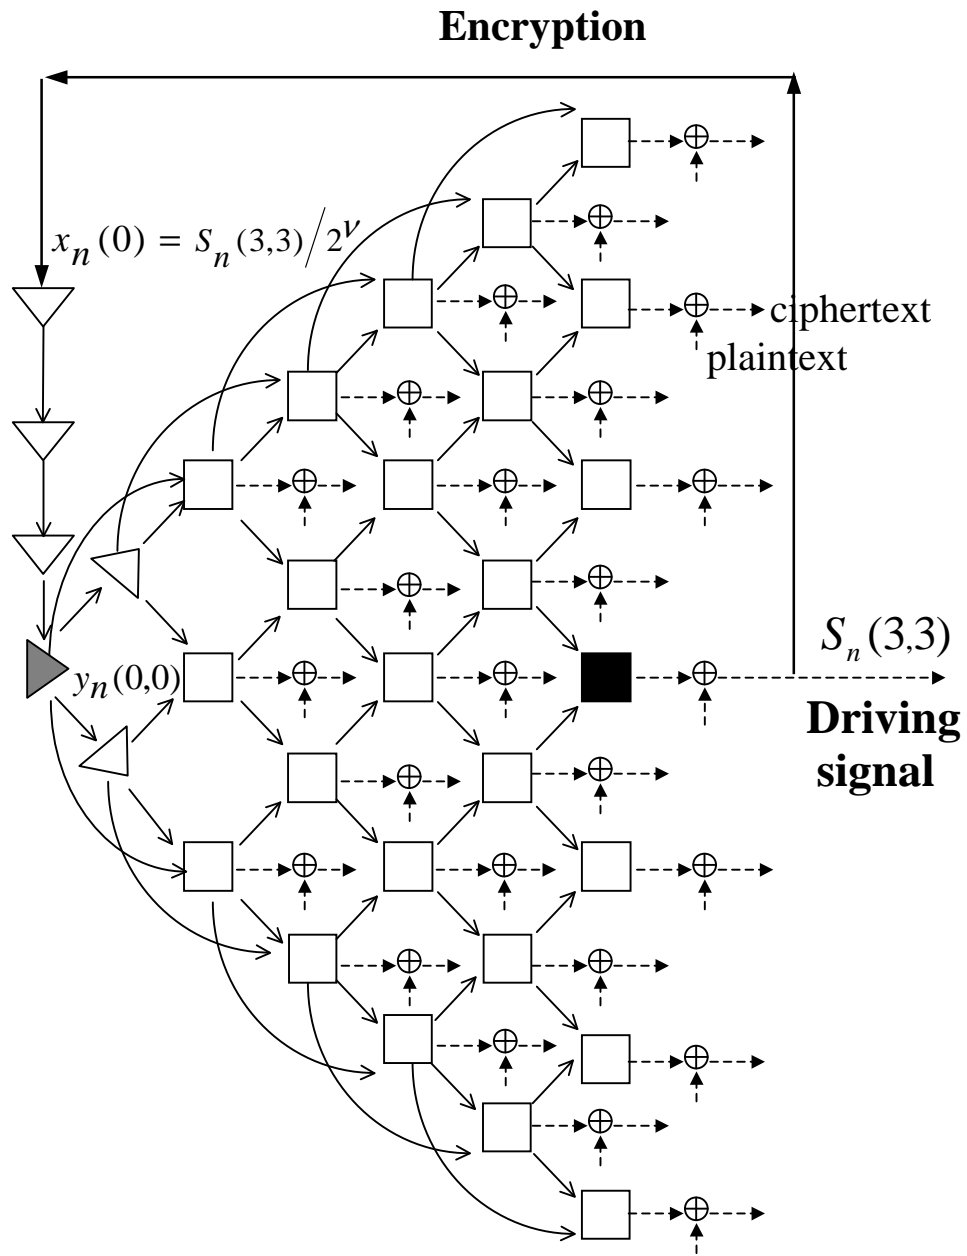 Encryption
x_n(0) = S_n(3,3)/2^ν
ciphertext
plaintext
S_n(3,3)
y_n(0,0)
Driving
signal